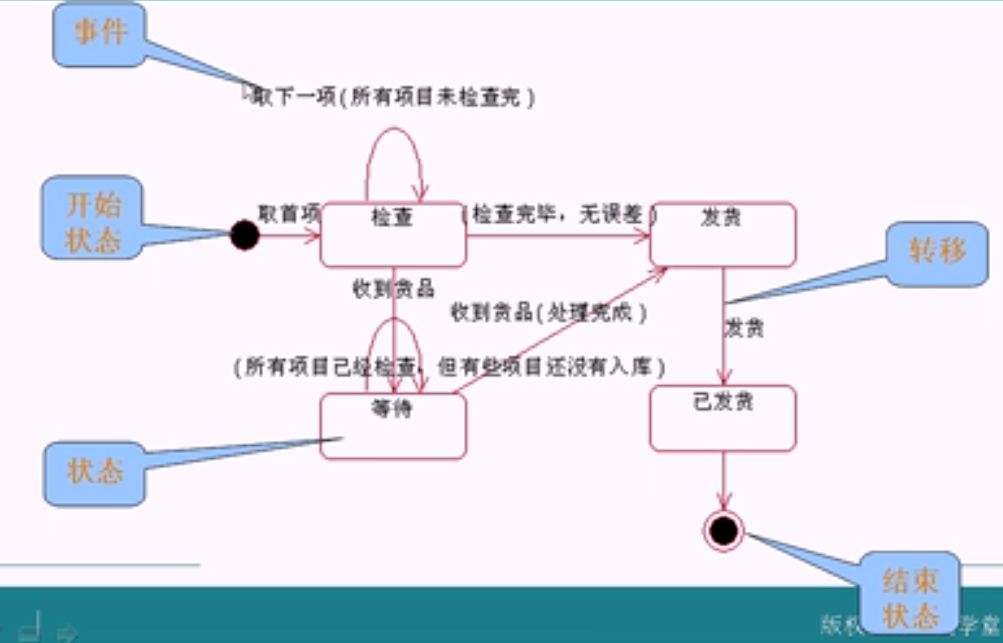 事件
取下一项(所有项目未检查完)
开始
状态
取首项
检查
(检查完毕，无误差)
发货
转移
收到货品
收到货品(处理完成)
发货
(所有项目已经检查，但有些项目还没有入库)
等待
已发货
状态
结束
状态
版权
学堂